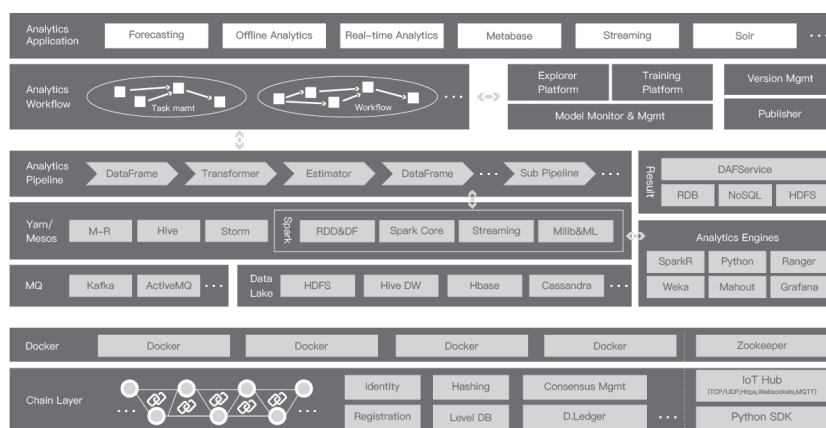 Analytics Application Forecasting Offline Analytics Real-time Analytics Metabase Streaming Solr ···
Analytics Workflow Task mamt Workflow ···
Explorer Platform Training Platform
Model Monitor & Mgmt
Version Mgmt
Publisher
Analytics Pipeline DataFrame Transformer Estimator DataFrame ··· Sub Pipeline ···
Result DAFService
RDB NoSQL HDFS
Yarn/ Mesos M-R Hive Storm Spark RDD&DF Spark Core Streaming Mllib&ML
Analytics Engines
SparkR Python Ranger
Weka Mahout Grafana
MQ Kafka ActiveMQ ···
Data Lake HDFS Hive DW Hbase Cassandra ···
Docker Docker Docker Docker Docker Zookeeper
Chain Layer ··· ···
Identity Hashing Consensus Mgmt
Registration Level DB D.Ledger ···
IoT Hub
(TCP/UDP,Https,Websockets,MQTT)
Python SDK